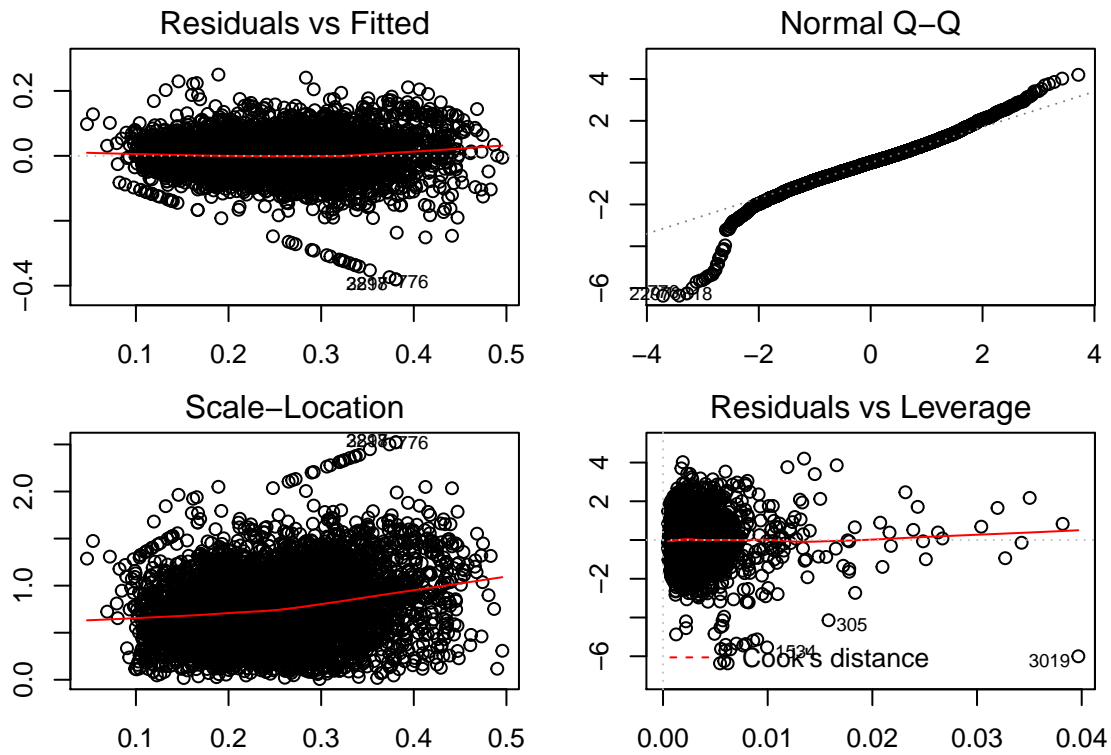 Residuals vs Fitted
0.2
0.0
−0.4
776
0.1 0.2 0.3 0.4 0.5
Normal Q−Q
4
2
−2
−6
−4 −2 0 2 4
Scale−Location
2.0
1.0
0.0
776
0.1 0.2 0.3 0.4 0.5
Residuals vs Leverage
4
2
−2
−6
305
1534
3019
Cook's distance
0.00 0.01 0.02 0.03 0.04